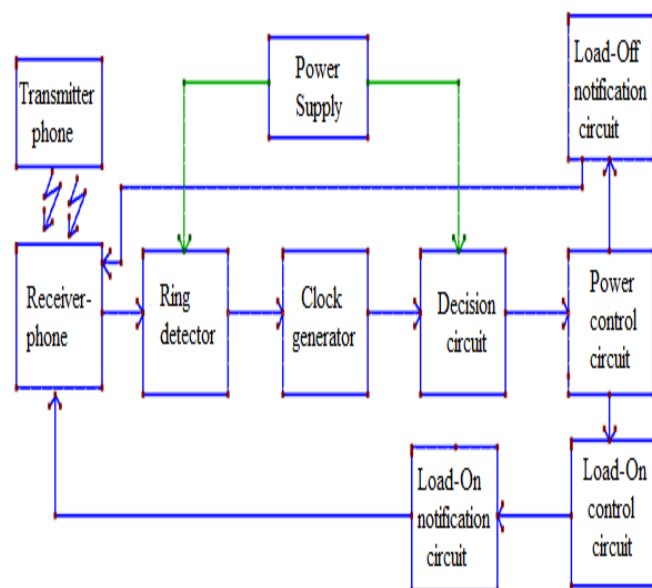 Transmitter
phone
Power
Supply
Load-Off
notification
circuit
Receiver-
phone
Ring
detector
Clock
generator
Decision
circuit
Power
control
circuit
Load-On
notification
circuit
Load-On
control
circuit